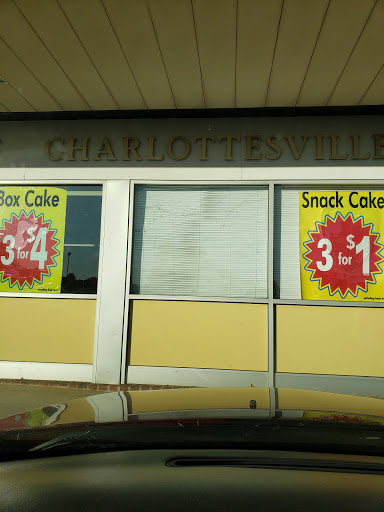 CHARLOTTESVILLE
Box Cake
3 for $4
Snack Cake
3 for $1